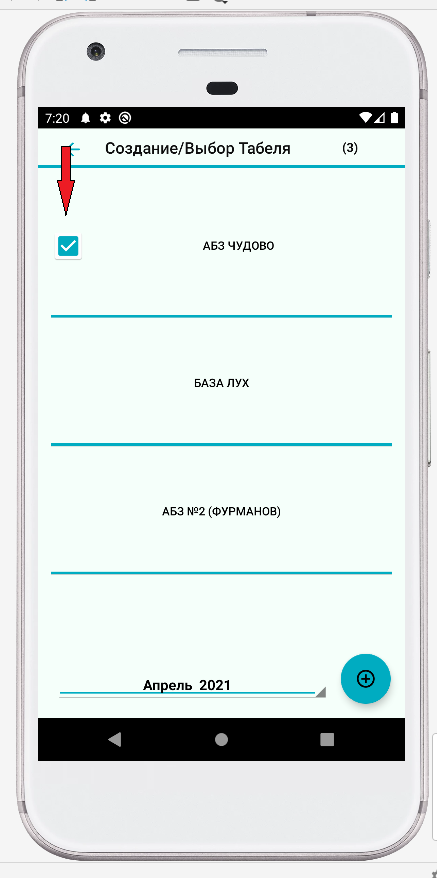 7:20
Создание/Выбор Табеля (3)
АБЗ ЧУДОВО
БАЗА ЛУХ
АБЗ №2 (ФУРМАНОВ)
Апрель 2021